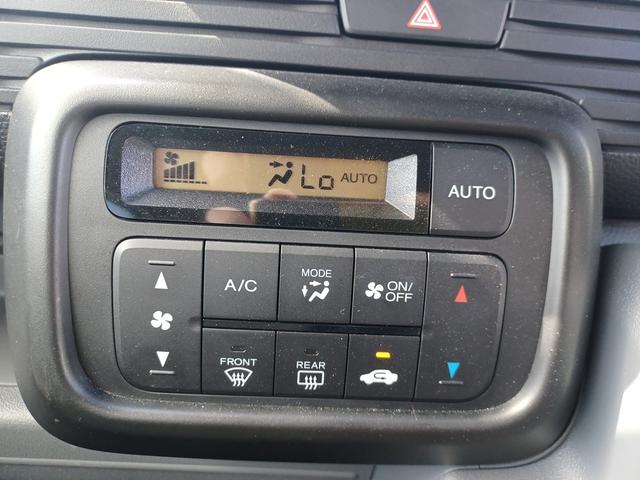 Lo AUTO
AUTO
A/C
MODE
ON/
OFF
FRONT
REAR